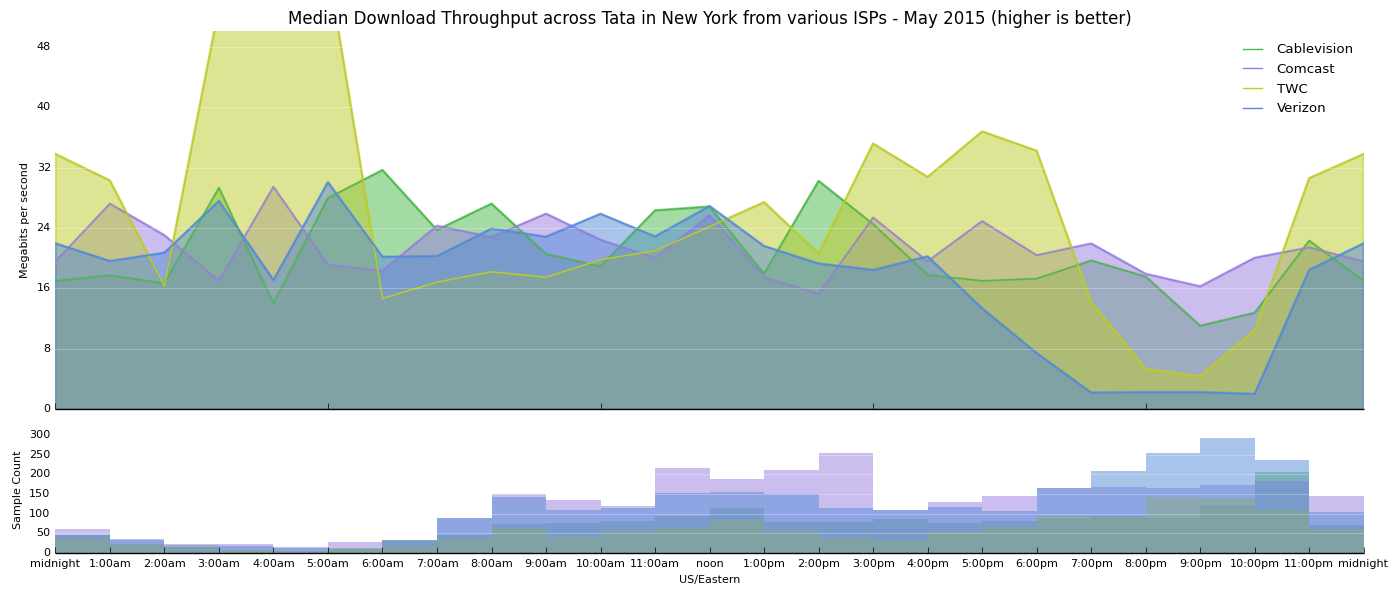 Median Download Throughput across Tata in New York from various ISPs - May 2015 (higher is better)
48
40
32
24
16
8
0
Megabits per second
Cablevision
Comcast
TWC
Verizon
300
250
200
150
100
50
0
Sample Count
midnight 1:00am 2:00am 3:00am 4:00am 5:00am 6:00am 7:00am 8:00am 9:00am 10:00am 11:00am noon 1:00pm 2:00pm 3:00pm 4:00pm 5:00pm 6:00pm 7:00pm 8:00pm 9:00pm 10:00pm 11:00pm midnight
US/Eastern